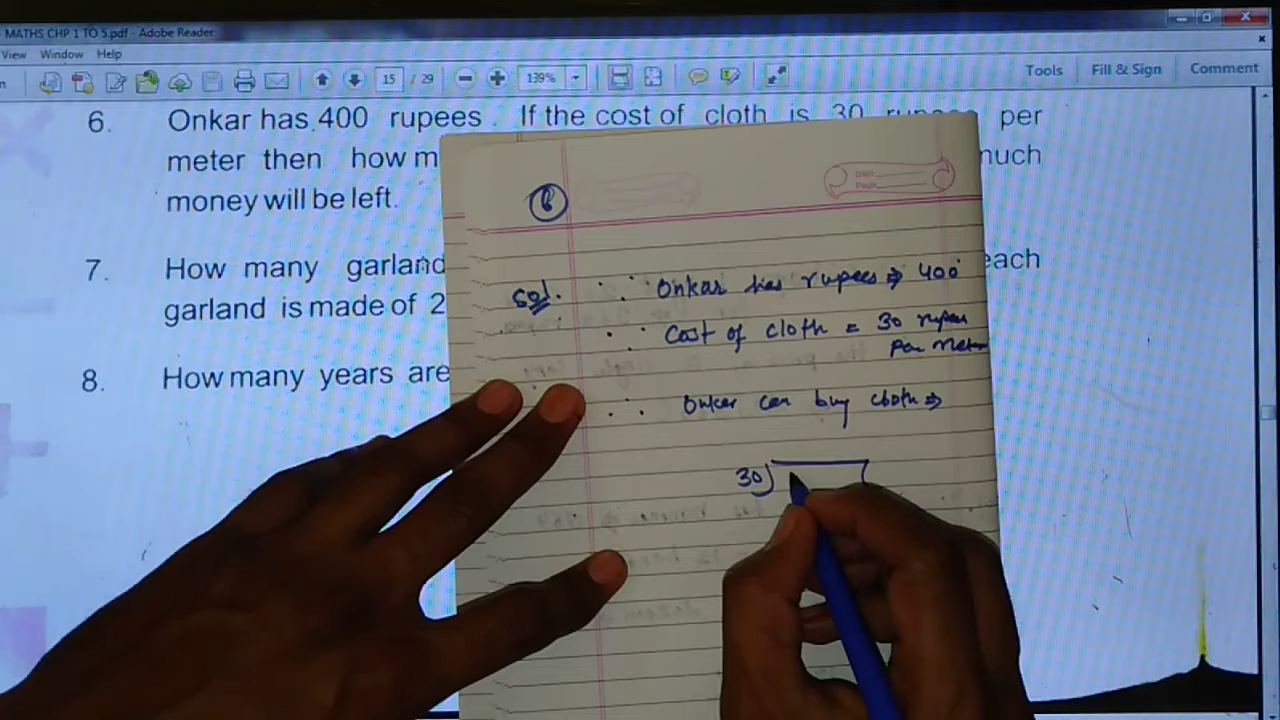 MATHS CHP 1 TO 5.pdf - Adobe Reader
View Window Help
15 / 29 139% Tools Fill & Sign Comment
6. Onkar has 400 rupees . If the cost of cloth is 30 rupees per
meter then how m
much
money will be left.
7. How many garland
each
garland is made of 2
8. How many years are
6
Date
Page
Sol. ∵ Onkar has rupees ⇒ 400
∵ Cost of cloth = 30 rupees
Per Meter
∴ Onkar can buy cloth ⇒
30